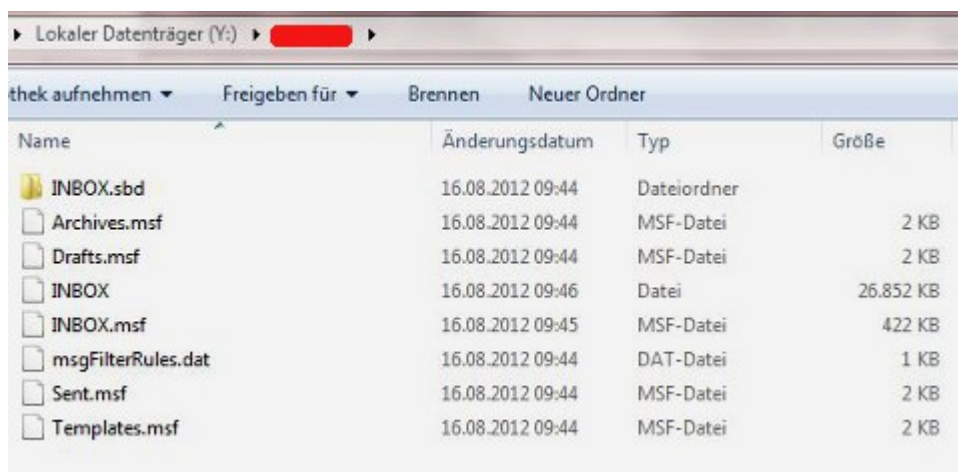 Lokaler Datenträger (Y:)
thek aufnehmen Freigeben für Brennen Neuer Ordner
Name Änderungsdatum Typ Größe
INBOX.sbd 16.08.2012 09:44 Dateiordner
Archives.msf 16.08.2012 09:44 MSF-Datei 2 KB
Drafts.msf 16.08.2012 09:44 MSF-Datei 2 KB
INBOX 16.08.2012 09:46 Datei 26.852 KB
INBOX.msf 16.08.2012 09:45 MSF-Datei 422 KB
msgFilterRules.dat 16.08.2012 09:44 DAT-Datei 1 KB
Sent.msf 16.08.2012 09:44 MSF-Datei 2 KB
Templates.msf 16.08.2012 09:44 MSF-Datei 2 KB